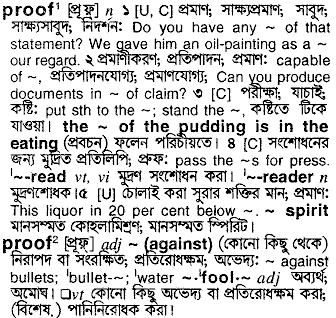 proof¹ [প্রূফ্] n ১ [U, C] প্রমাণ; সাক্ষ্যপ্রমাণ, সাবুদ,
সাক্ষ্যসাবুদ, নিদর্শন: Do you have any ~ of that
statement? We gave him an oil-painting as a ~
our regard. ২ প্রমাণীকরণ, প্রতিপাদন, প্রমাণ: capable
of ~, প্রতিপাদনযোগ্য; প্রমাণযোগ্য; Can you produce
documents in ~ of claim? ৩ [C] পরীক্ষা; যাচাই;
কষ্টি: put sth to the ~; stand the ~, কষ্টিতে টিকে
যাওয়া। the ~ of the pudding is in the
eating (প্রবচন) ফলেন পরিচীয়তে। ৪ [C] সংশোধনের
জন্য মুদ্রিত প্রতিলিপি; প্রুফ: pass the ~s for press.
'~-read vt, vi মুদ্রণ সংশোধন করা। '~-reader n
মুদ্রণশোধক।৫ [U] চোলাই করা সুরার শক্তির মান; প্রমাণ:
This liquor in 20 per cent below ~. ~ spirit
মানসম্মত কোহলমিশ্রণ; মানসম্মত স্পিরিট।
proof² [প্রূফ্] adj ~ (against) (কোনো কিছু থেকে)
নিরাপদ বা সংরক্ষিত; প্রতিরোধক্ষম; অভেদ্য: ~ against
bullets; 'bullet-~; 'water ~.'fool-~ adj অব্যর্থ;
অমোঘ। □vt কোনো কিছু অভেদ্য বা প্রতিরোধক্ষম করা;
(বিশেষ.) পানিনিরোধক করা।